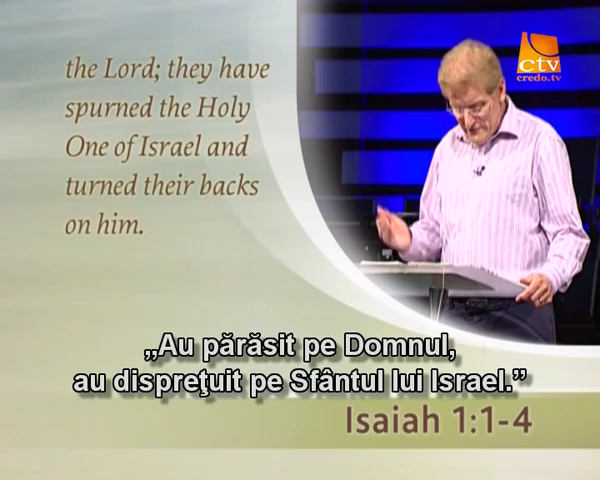 ctv
credo.tv
the Lord; they have
spurned the Holy
One of Israel and
turned their backs
on him.
„Au părăsit pe Domnul,
au dispreţuit pe Sfântul lui Israel.”
Isaiah 1:1-4